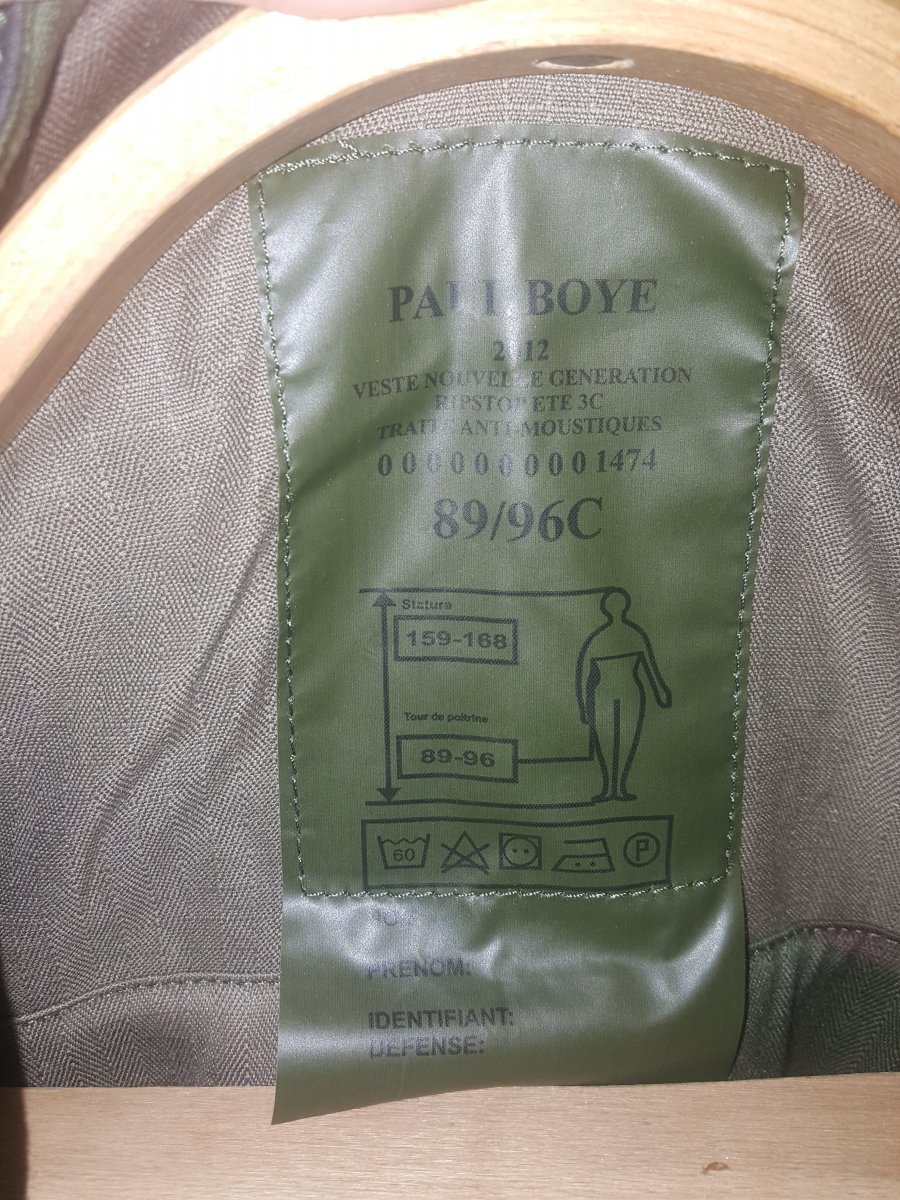 PAUL BOYE
2012
VESTE NOUVELLE GENERATION
RIPSTOP ETE 3C
TRAITE ANTI-MOUSTIQUES
0000000001474
89/96C
Stature
159-168
Tour de poitrine
89-96
60
P
NOM:
PRENOM:
IDENTIFIANT:
DEFENSE: